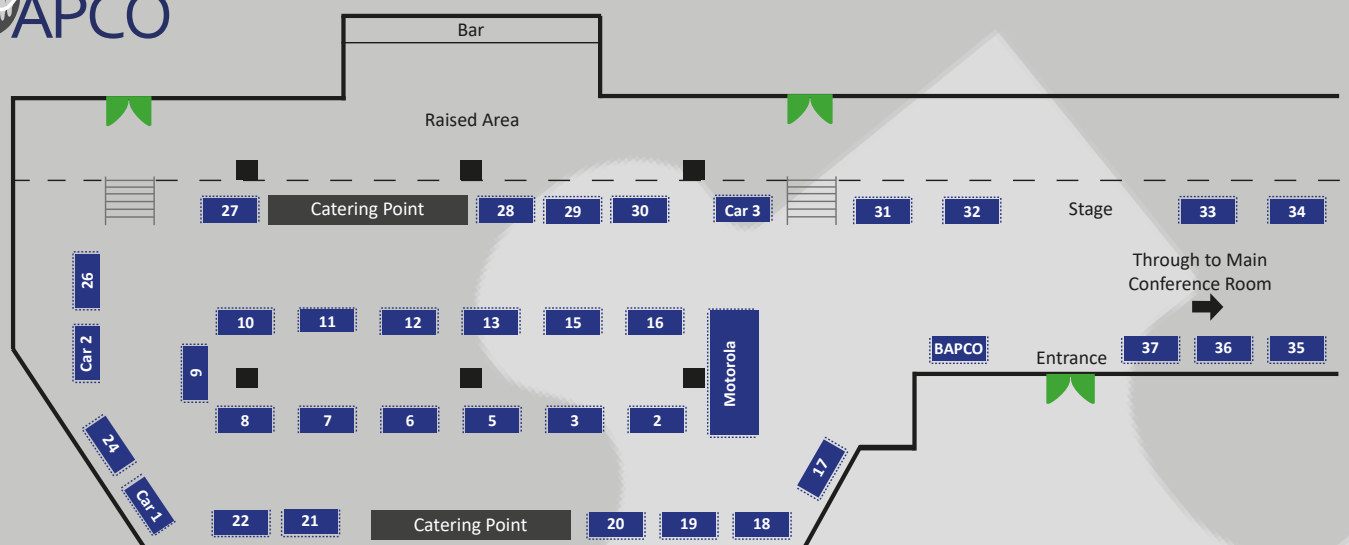 APCO
Bar
Raised Area
27
Catering Point
28
29
30
Car 3
31
32
Stage
33
34
Through to Main
Conference Room
26
10
11
12
13
15
16
Motorola
BAPCO
Entrance
37
36
35
Car 2
9
8
7
6
5
3
2
24
17
Car 1
22
21
Catering Point
20
19
18